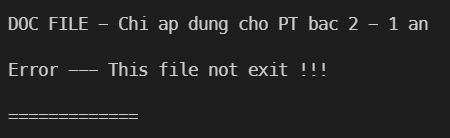 DOC FILE - Chi ap dung cho PT bac 2 - 1 an
Error --- This file not exit !!!
=============